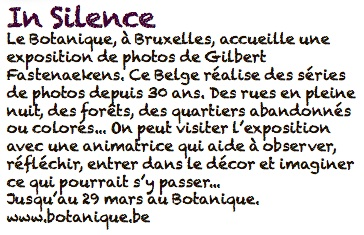 In Silence
Le Botanique, à Bruxelles, accueille une
exposition de photos de Gilbert
Fastenaekens. Ce Belge réalise des séries
de photos depuis 30 ans. Des rues en pleine
nuit, des forêts, des quartiers abandonnés
ou colorés... On peut visiter l'exposition
avec une animatrice qui aide à observer,
réfléchir, entrer dans le décor et imaginer
ce qui pourrait s'y passer...
Jusqu'au 29 mars au Botanique.
www.botanique.be